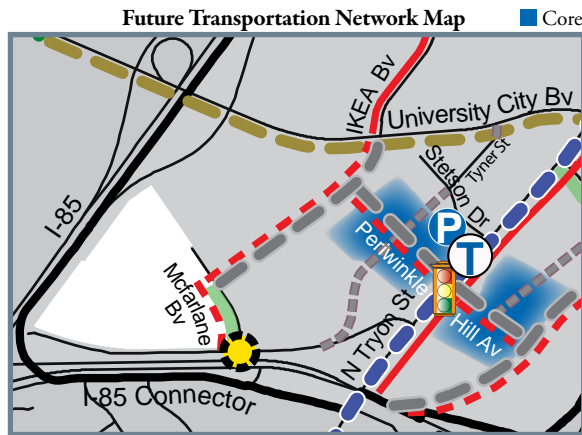 Future Transportation Network Map
Core
IKEA Bv
University City Bv
Stetson Dr
Tyner St
I-85
P
T
Periwinkle
Hill Av
Mcfarlane
Bv
N Tryon St
I-85 Connector